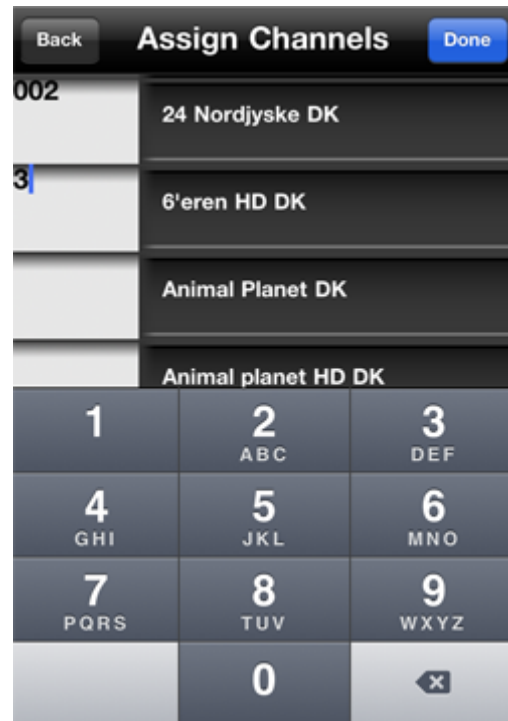 Back Assign Channels Done
002
24 Nordjyske DK
3
6'eren HD DK
Animal Planet DK
Animal planet HD DK
1 2 3
ABC DEF
4 5 6
GHI JKL MNO
7 8 9
PQRS TUV WXYZ
0